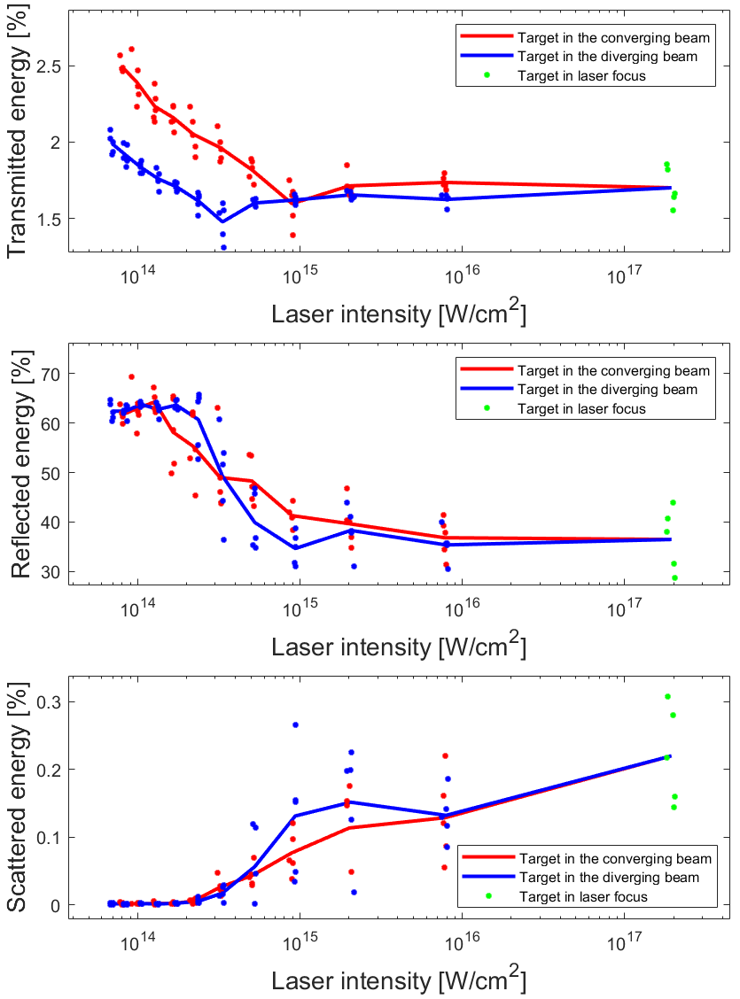 Transmitted energy [%]
2.5
2
1.5
Target in the converging beam
Target in the diverging beam
Target in laser focus
10^14
10^15
10^16
10^17
Laser intensity [W/cm^2]
Reflected energy [%]
70
60
50
40
30
Target in the converging beam
Target in the diverging beam
Target in laser focus
10^14
10^15
10^16
10^17
Laser intensity [W/cm^2]
Scattered energy [%]
0.3
0.2
0.1
0
Target in the converging beam
Target in the diverging beam
Target in laser focus
10^14
10^15
10^16
10^17
Laser intensity [W/cm^2]